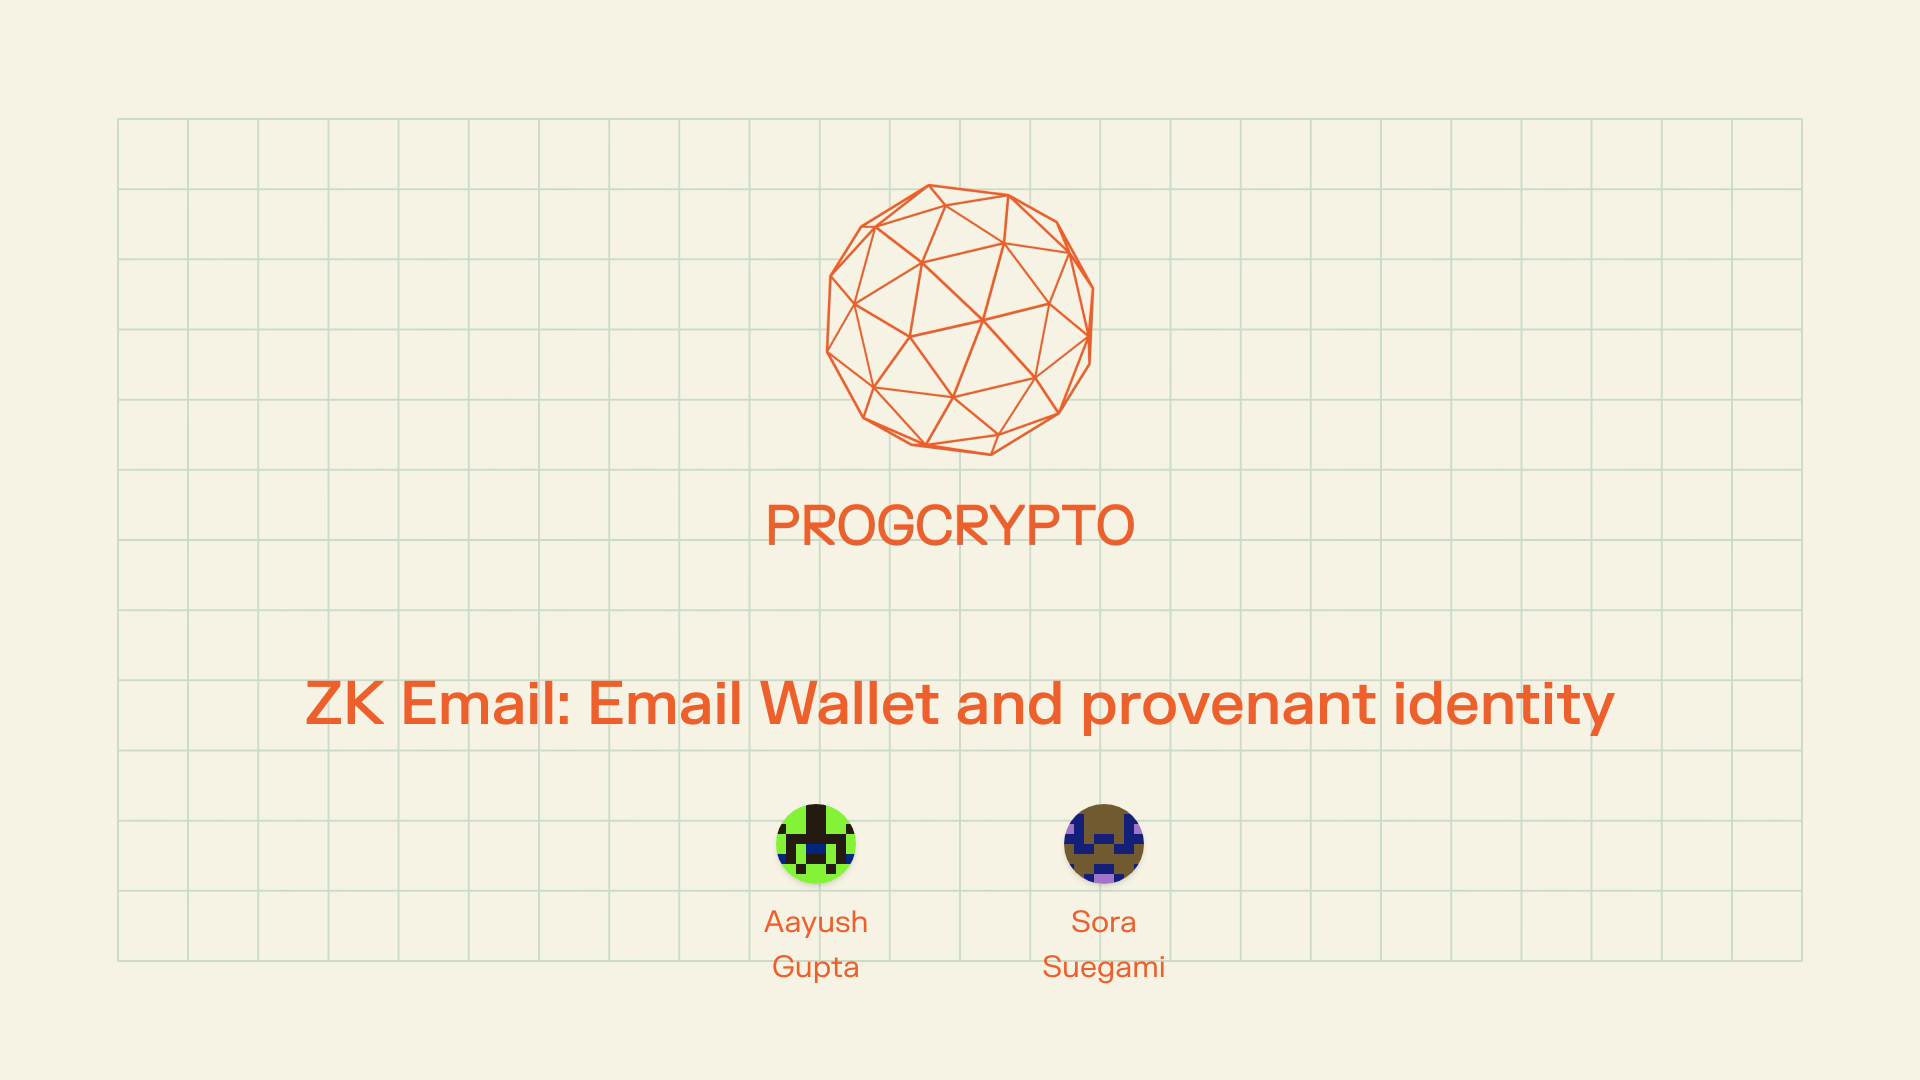 PROGCRYPTO
ZK Email: Email Wallet and provenant identity
Aayush
Gupta
Sora
Suegami